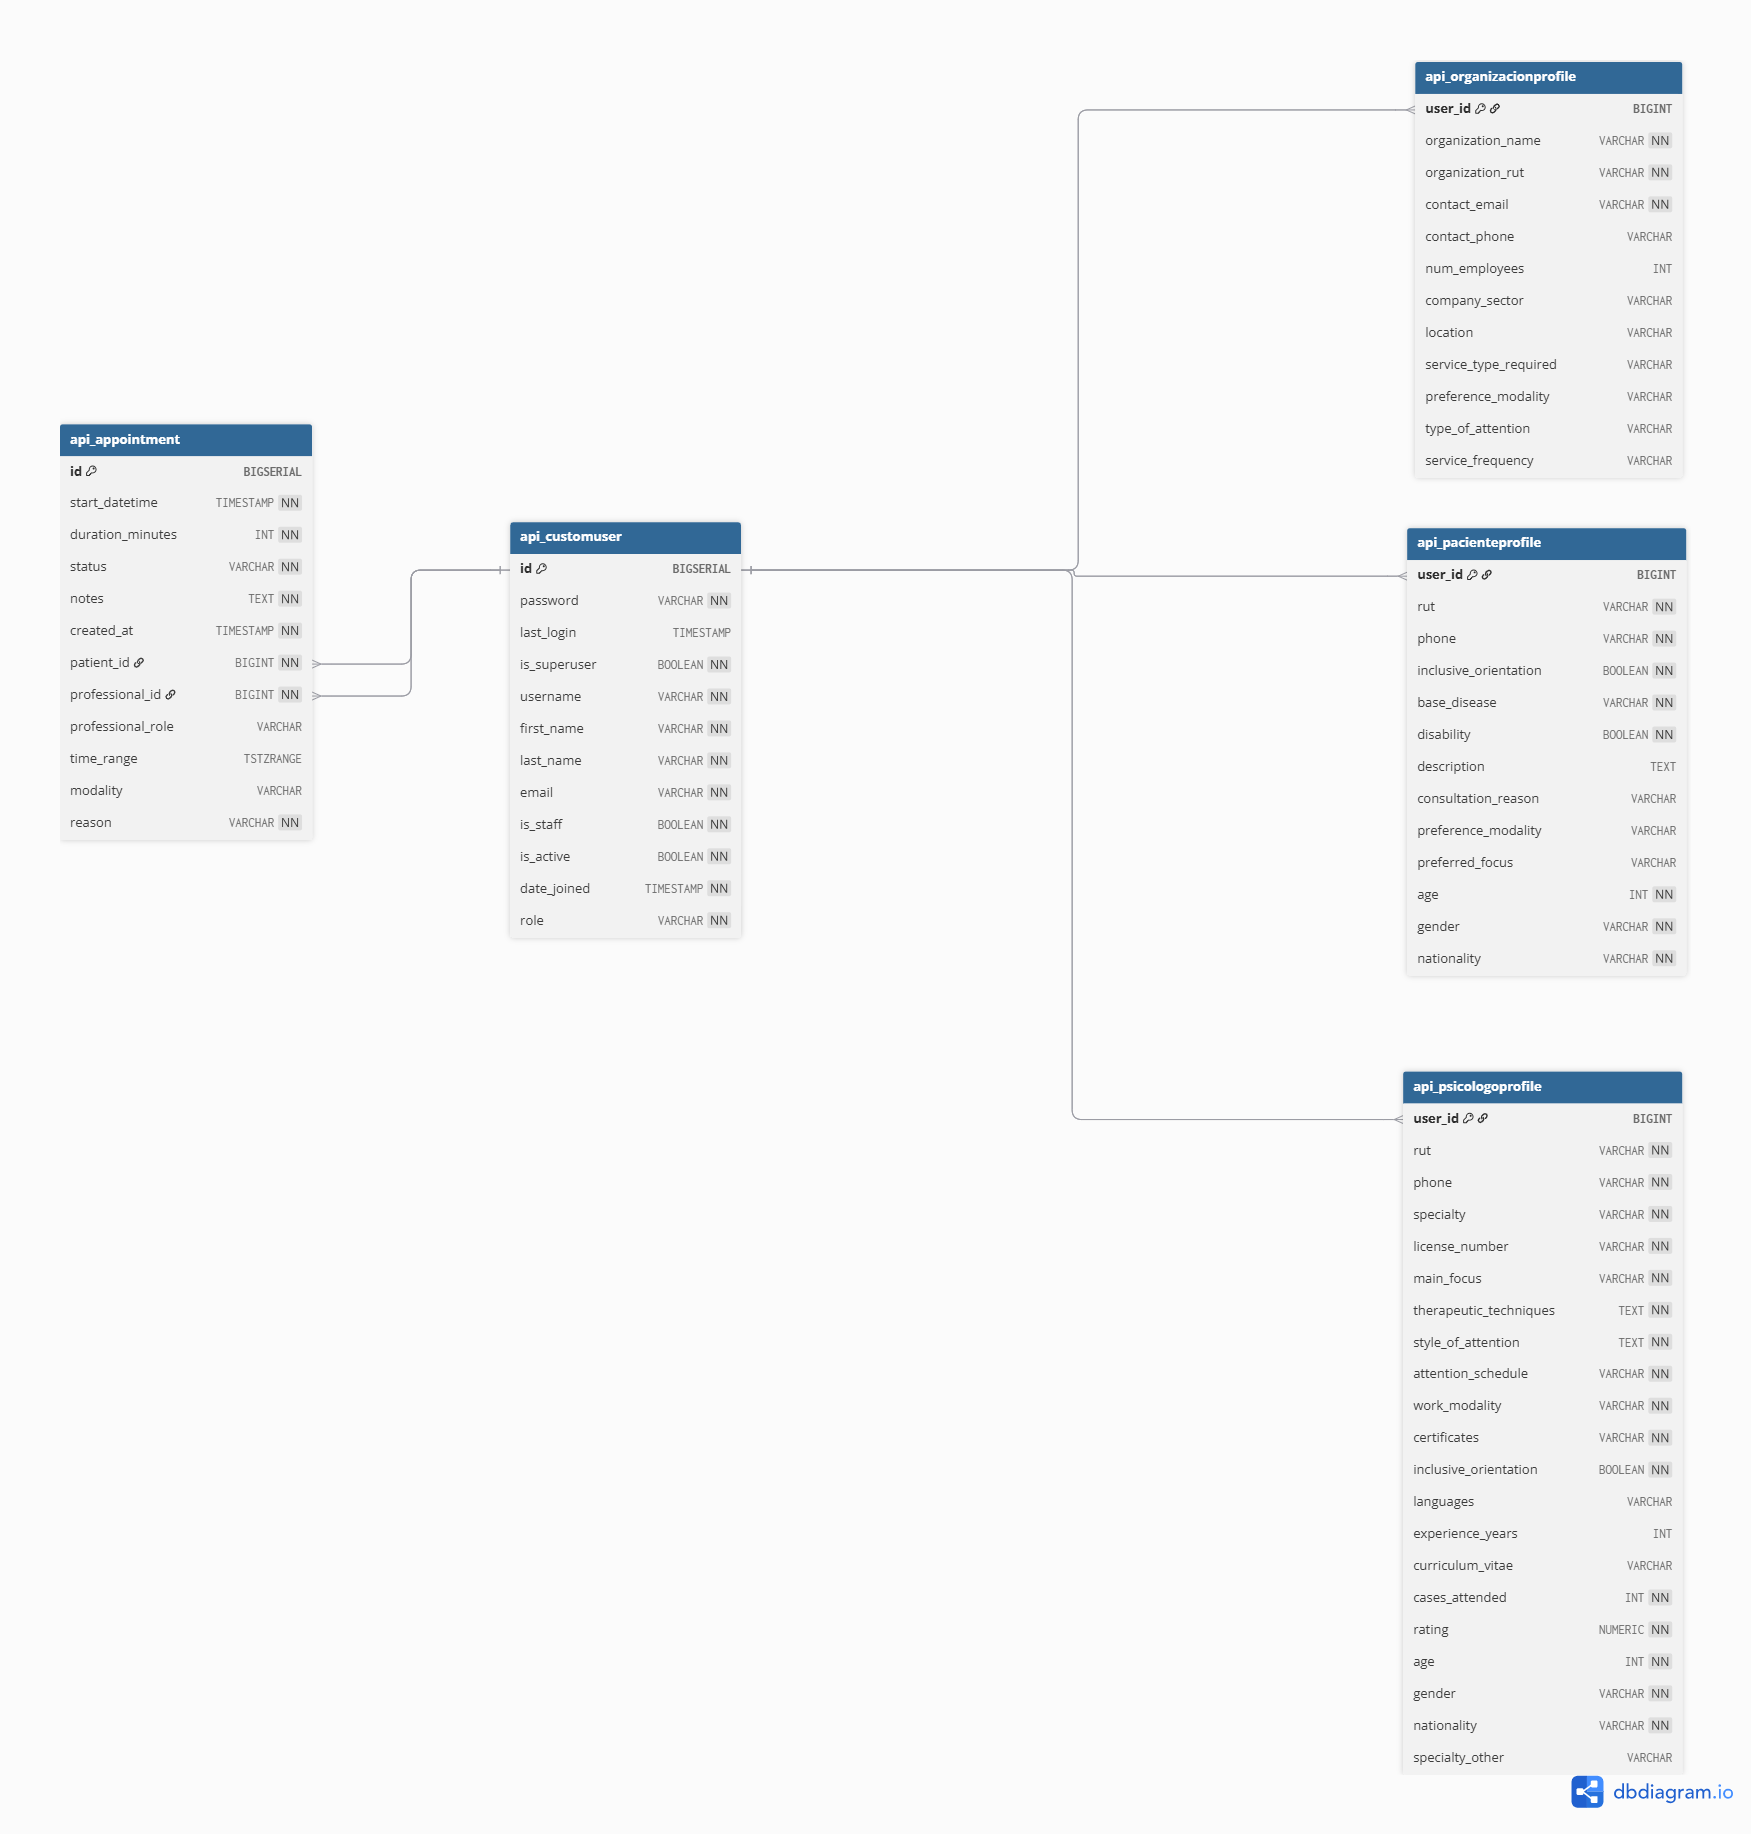 api_organizacionprofile
user_id BIGINT
organization_name VARCHAR NN
organization_rut VARCHAR NN
contact_email VARCHAR NN
contact_phone VARCHAR
num_employees INT
company_sector VARCHAR
location VARCHAR
service_type_required VARCHAR
preference_modality VARCHAR
type_of_attention VARCHAR
service_frequency VARCHAR
api_appointment
id BIGSERIAL
start_datetime TIMESTAMP NN
duration_minutes INT NN
status VARCHAR NN
notes TEXT NN
created_at TIMESTAMP NN
patient_id BIGINT NN
professional_id BIGINT NN
professional_role VARCHAR
time_range TSTZRANGE
modality VARCHAR
reason VARCHAR NN
api_customuser
id BIGSERIAL
password VARCHAR NN
last_login TIMESTAMP
is_superuser BOOLEAN NN
username VARCHAR NN
first_name VARCHAR NN
last_name VARCHAR NN
email VARCHAR NN
is_staff BOOLEAN NN
is_active BOOLEAN NN
date_joined TIMESTAMP NN
role VARCHAR NN
api_pacienteprofile
user_id BIGINT
rut VARCHAR NN
phone VARCHAR NN
inclusive_orientation BOOLEAN NN
base_disease VARCHAR NN
disability BOOLEAN NN
description TEXT
consultation_reason VARCHAR
preference_modality VARCHAR
preferred_focus VARCHAR
age INT NN
gender VARCHAR NN
nationality VARCHAR NN
api_psicologoprofile
user_id BIGINT
rut VARCHAR NN
phone VARCHAR NN
specialty VARCHAR NN
license_number VARCHAR NN
main_focus VARCHAR NN
therapeutic_techniques TEXT NN
style_of_attention TEXT NN
attention_schedule VARCHAR NN
work_modality VARCHAR NN
certificates VARCHAR NN
inclusive_orientation BOOLEAN NN
languages VARCHAR
experience_years INT
curriculum_vitae VARCHAR
cases_attended INT NN
rating NUMERIC NN
age INT NN
gender VARCHAR NN
nationality VARCHAR NN
specialty_other VARCHAR
dbdiagram.io